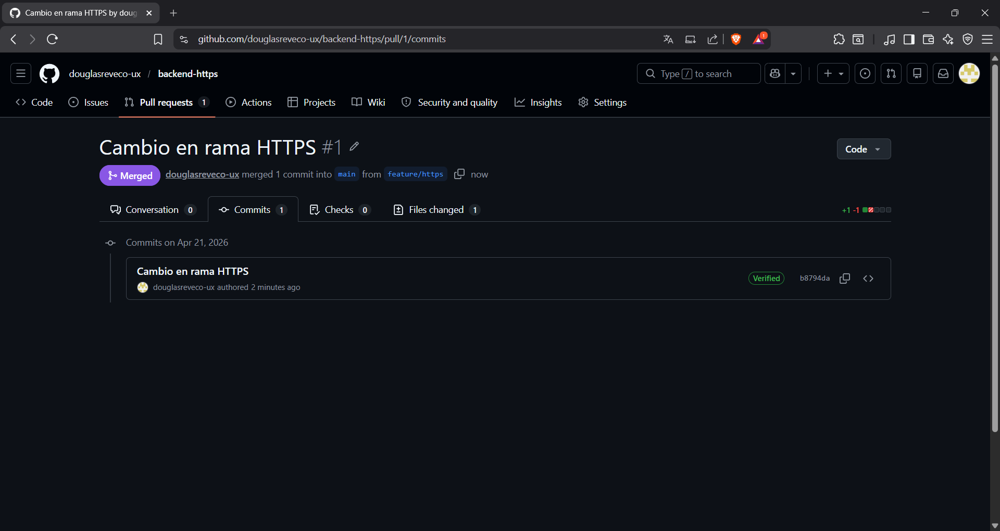 Cambio en rama HTTPS by doug
github.com/douglasreveco-ux/backend-https/pull/1/commits
1
douglasreveco-ux / backend-https
Type / to search
Code Issues Pull requests 1 Actions Projects Wiki Security and quality Insights Settings
Cambio en rama HTTPS #1
Code
Merged douglasreveco-ux merged 1 commit into main from feature/https now
Conversation 0 Commits 1 Checks 0 Files changed 1 +1 -1
Commits on Apr 21, 2026
Cambio en rama HTTPS
Verified b8794da
douglasreveco-ux authored 2 minutes ago